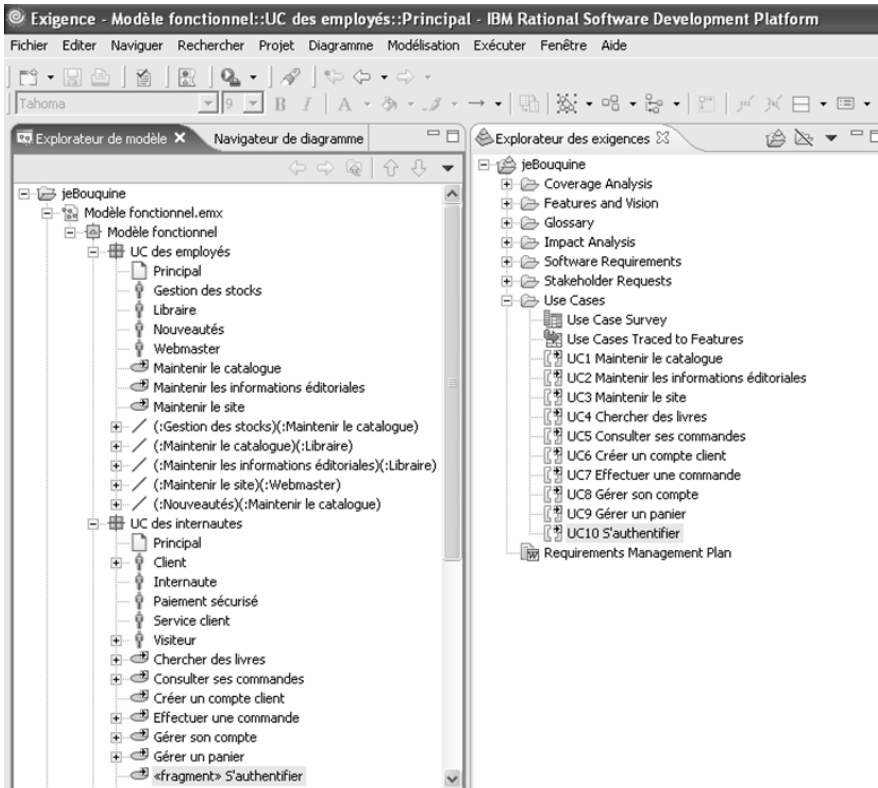 Exigence - Modèle fonctionnel::UC des employés::Principal - IBM Rational Software Development Platform
Fichier Editer Naviguer Rechercher Projet Diagramme Modélisation Exécuter Fenêtre Aide
Tahoma 9 B I A
Explorateur de modèle Navigateur de diagramme
jeBouquine
Modèle fonctionnel.emx
Modèle fonctionnel
UC des employés
Principal
Gestion des stocks
Libraire
Nouveautés
Webmaster
Maintenir le catalogue
Maintenir les informations éditoriales
Maintenir le site
(:Gestion des stocks)(:Maintenir le catalogue)
(:Maintenir le catalogue)(:Libraire)
(:Maintenir les informations éditoriales)(:Libraire)
(:Maintenir le site)(:Webmaster)
(:Nouveautés)(:Maintenir le catalogue)
UC des internautes
Principal
Client
Internaute
Paiement sécurisé
Service client
Visiteur
Chercher des livres
Consulter ses commandes
Créer un compte client
Effectuer une commande
Gérer son compte
Gérer un panier
«fragment» S'authentifier
Explorateur des exigences
jeBouquine
Coverage Analysis
Features and Vision
Glossary
Impact Analysis
Software Requirements
Stakeholder Requests
Use Cases
Use Case Survey
Use Cases Traced to Features
UC1 Maintenir le catalogue
UC2 Maintenir les informations éditoriales
UC3 Maintenir le site
UC4 Chercher des livres
UC5 Consulter ses commandes
UC6 Créer un compte client
UC7 Effectuer une commande
UC8 Gérer son compte
UC9 Gérer un panier
UC10 S'authentifier
Requirements Management Plan